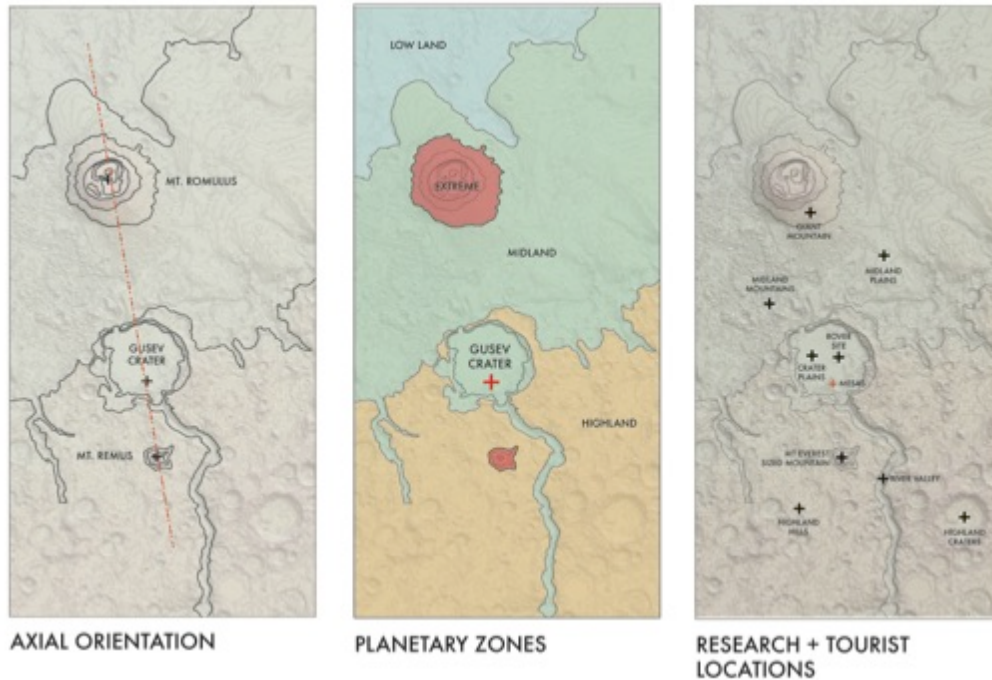 MT. ROMULUS
GUSEV
CRATER
MT. REMUS
AXIAL ORIENTATION
LOW LAND
EXTREME
MIDLAND
GUSEV
CRATER
HIGHLAND
PLANETARY ZONES
GIANT
MOUNTAIN
MIDLAND
PLAINS
MIDLAND
MOUNTAINS
ROVER
SITE
CRATER
PLAINS
MESAS
MT EVEREST
SIZED MOUNTAIN
RIVER VALLEY
HIGHLAND
HILLS
HIGHLAND
CRATERS
RESEARCH + TOURIST
LOCATIONS